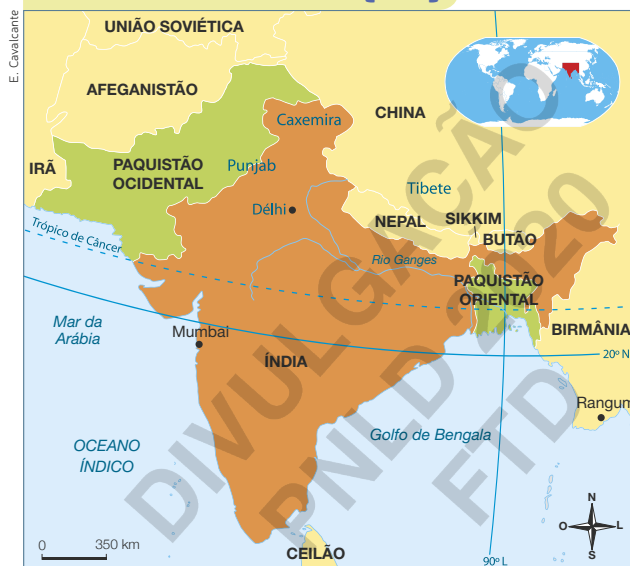 E. Cavalcante
UNIÃO SOVIÉTICA
AFEGANISTÃO
CHINA
Caxemira
IRÃ
PAQUISTÃO
OCIDENTAL
Punjab
Tibete
Délhi
NEPAL
SIKKIM
BUTÃO
Trópico de Câncer
Rio Ganges
PAQUISTÃO
ORIENTAL
Mar da
Arábia
Mumbai
BIRMÂNIA
20º N
ÍNDIA
Rangum
Golfo de Bengala
OCEANO
ÍNDICO
N
O
L
S
0 350 km
CEILÃO
90º L
DIVULGAÇÃO
PNLD 2020
FTD